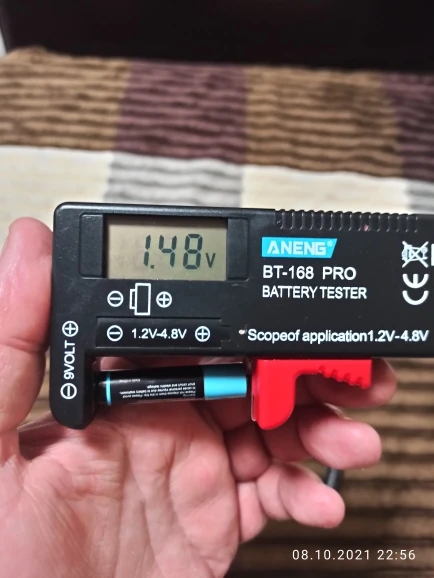 1.48v
ANENG®
BT-168 PRO
BATTERY TESTER
⊖ ⊕
⊖ 1.2V-4.8V ⊕
Scopeof application1.2V-4.8V
⊖ 9VOLT ⊕
CE
08.10.2021 22:56